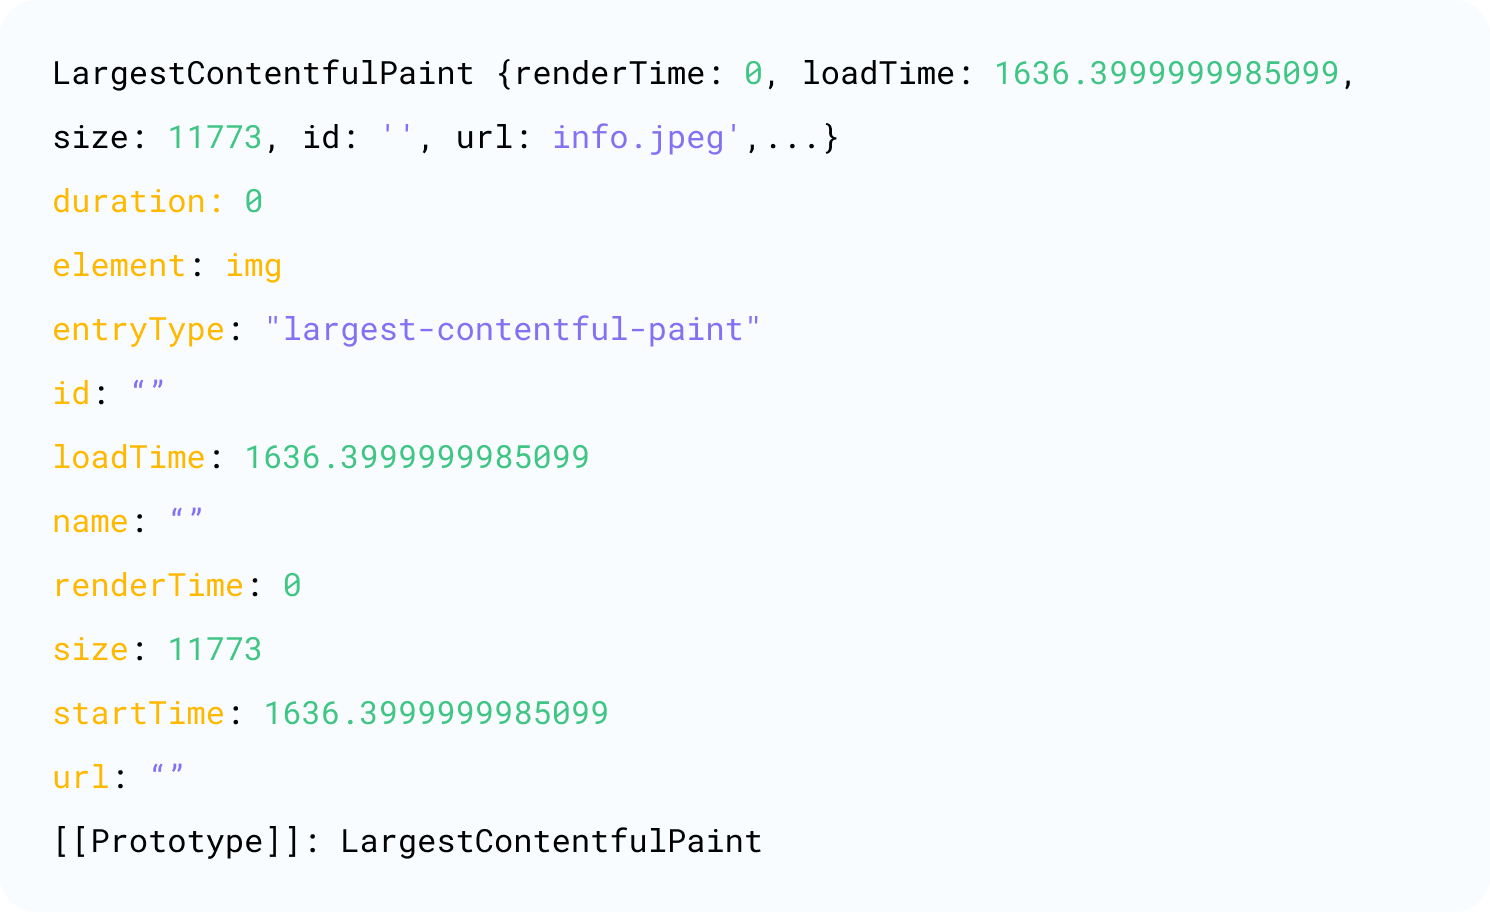 LargestContentfulPaint {renderTime: 0, loadTime: 1636.3999999985099,
size: 11773, id: '', url: info.jpeg',...}
duration: 0
element: img
entryType: "largest-contentful-paint"
id: “”
loadTime: 1636.3999999985099
name: “”
renderTime: 0
size: 11773
startTime: 1636.3999999985099
url: “”
[[Prototype]]: LargestContentfulPaint